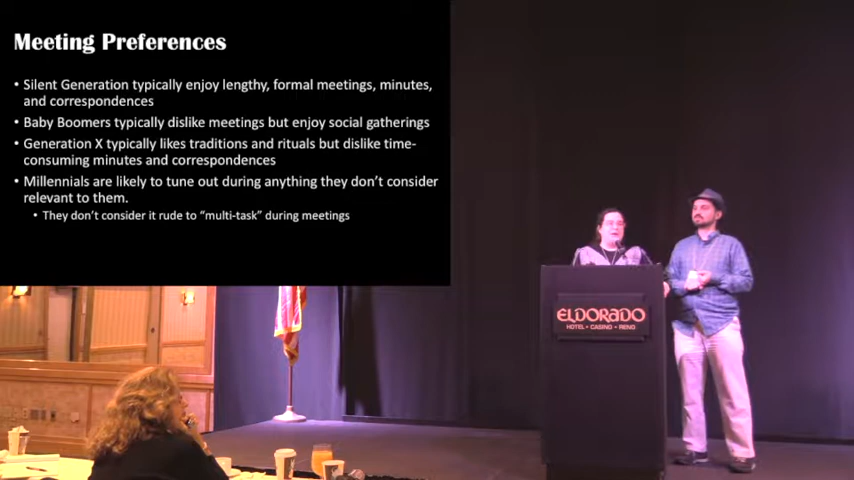 Meeting Preferences
• Silent Generation typically enjoy lengthy, formal meetings, minutes,
and correspondences
• Baby Boomers typically dislike meetings but enjoy social gatherings
• Generation X typically likes traditions and rituals but dislike time-
consuming minutes and correspondences
• Millennials are likely to tune out during anything they don't consider
relevant to them.
• They don't consider it rude to “multi-task” during meetings
ELDORADO
HOTEL • CASINO • RENO